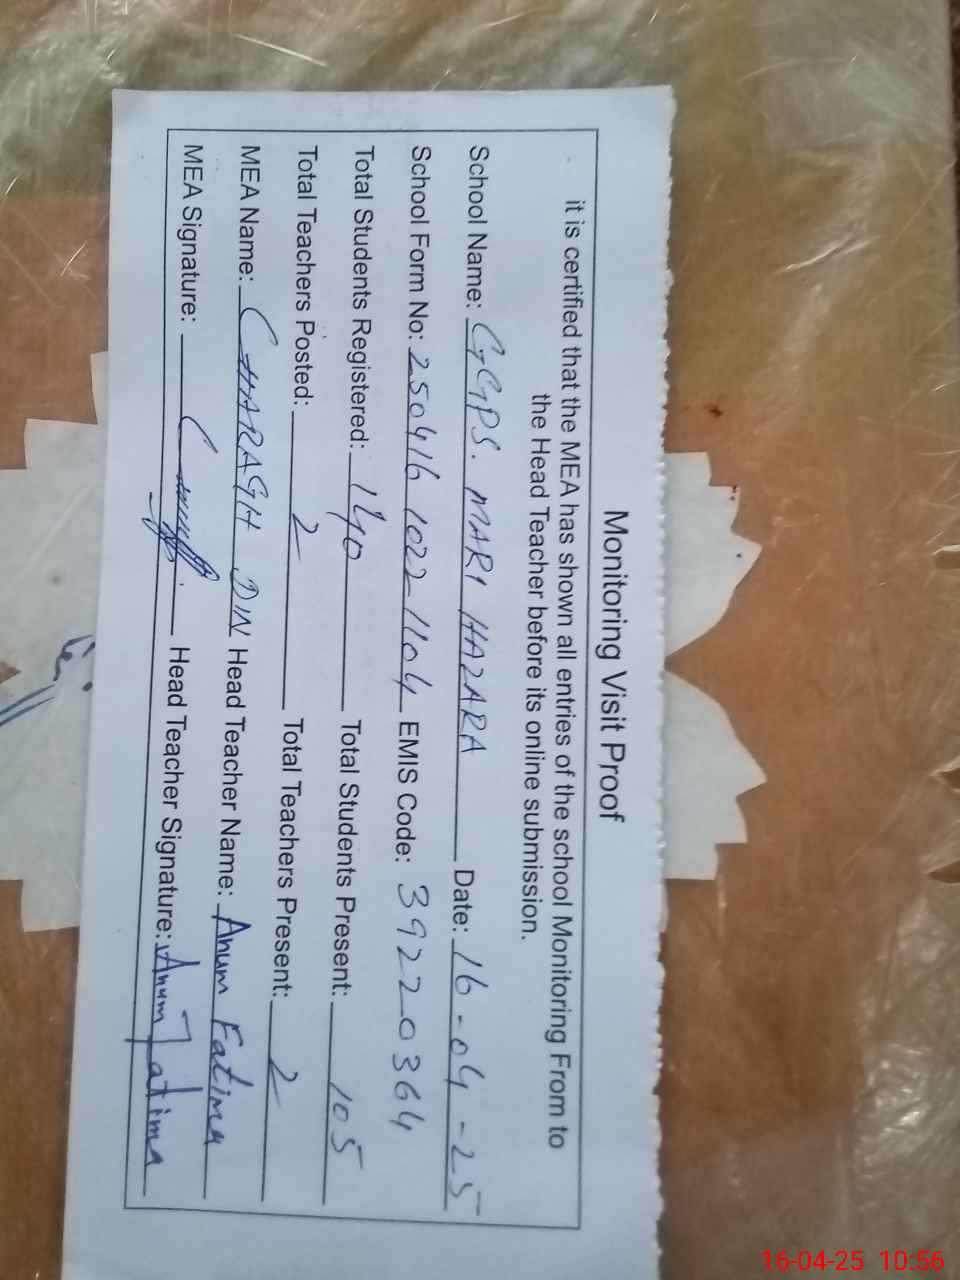 Monitoring Visit Proof
it is certified that the MEA has shown all entries of the school Monitoring From to
the Head Teacher before its online submission.
School Name: GGPS. MARI HAZARA Date: 16-04-25
School Form No: 250416 1022-1104 EMIS Code: 39220364
Total Students Registered: 140 Total Students Present: 105
Total Teachers Posted: 2 Total Teachers Present: 2
MEA Name: CHARAGH DIN Head Teacher Name: Anum Fatima
MEA Signature: Head Teacher Signature: Anum Fatima
16-04-25 10:56